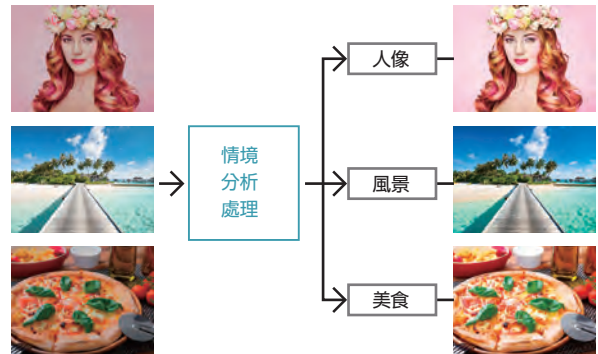 情境
分析
處理
人像
風景
美食